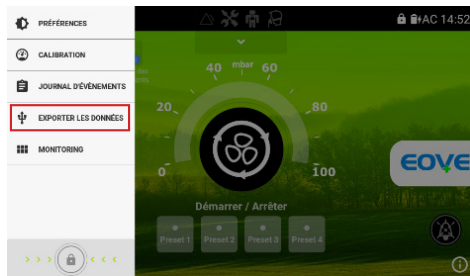 PRÉFÉRENCES
CALIBRATION
JOURNAL D'ÉVÈNEMENTS
EXPORTER LES DONNÉES
MONITORING
> > > < < <
AC 14:52
mbar
0 20 40 60 80 100
EOVE
Démarrer / Arrêter
Preset 1 Preset 2 Preset 3 Preset 4